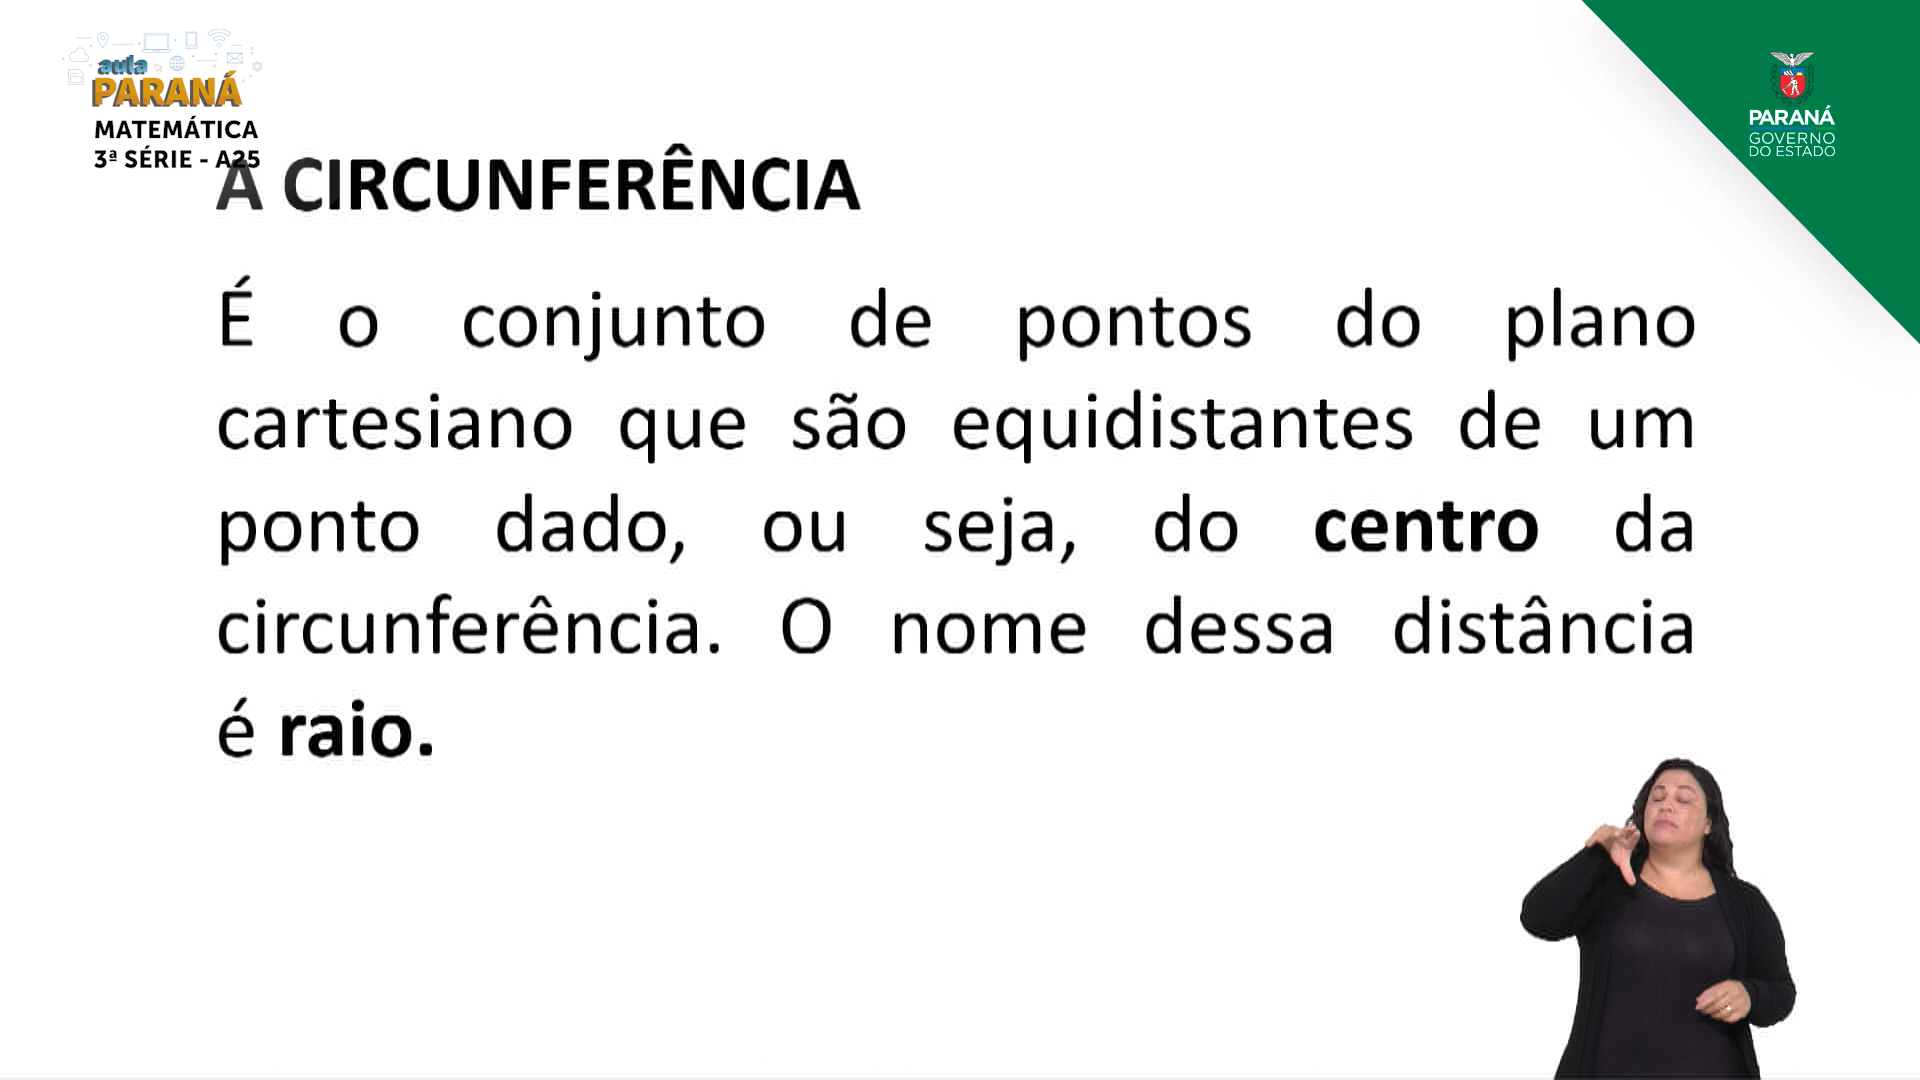 aula
PARANÁ
MATEMÁTICA
3ª SÉRIE - A25
PARANÁ
GOVERNO
DO ESTADO
A CIRCUNFERÊNCIA
É o conjunto de pontos do plano
cartesiano que são equidistantes de um
ponto dado, ou seja, do centro da
circunferência. O nome dessa distância
é raio.